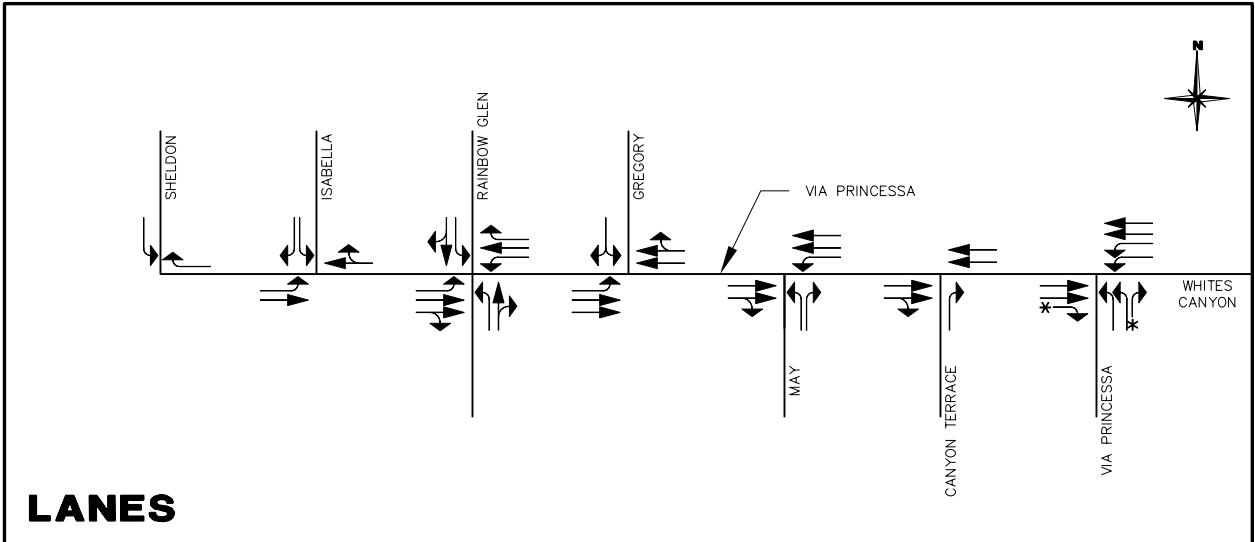 N
SHELDON
ISABELLA
RAINBOW GLEN
GREGORY
VIA PRINCESSA
WHITES
CANYON
MAY
CANYON TERRACE
VIA PRINCESSA
*
*
LANES